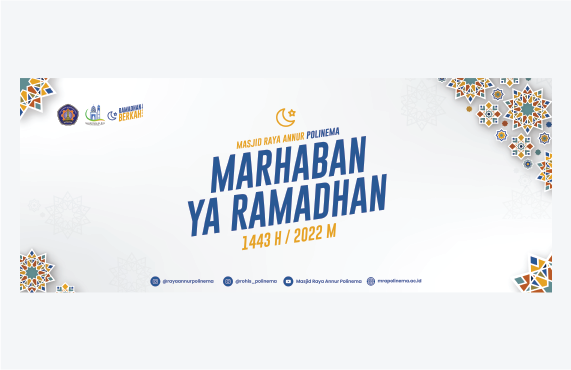 RAMADHAN
BERKAH!
MASJID RAYA ANNUR POLINEMA
MARHABAN
YA RAMADHAN
1443 H / 2022 M
@rayaannurpolinema
@rohis_polinema
Masjid Raya Annur Polinema
mrapolinema.ac.id